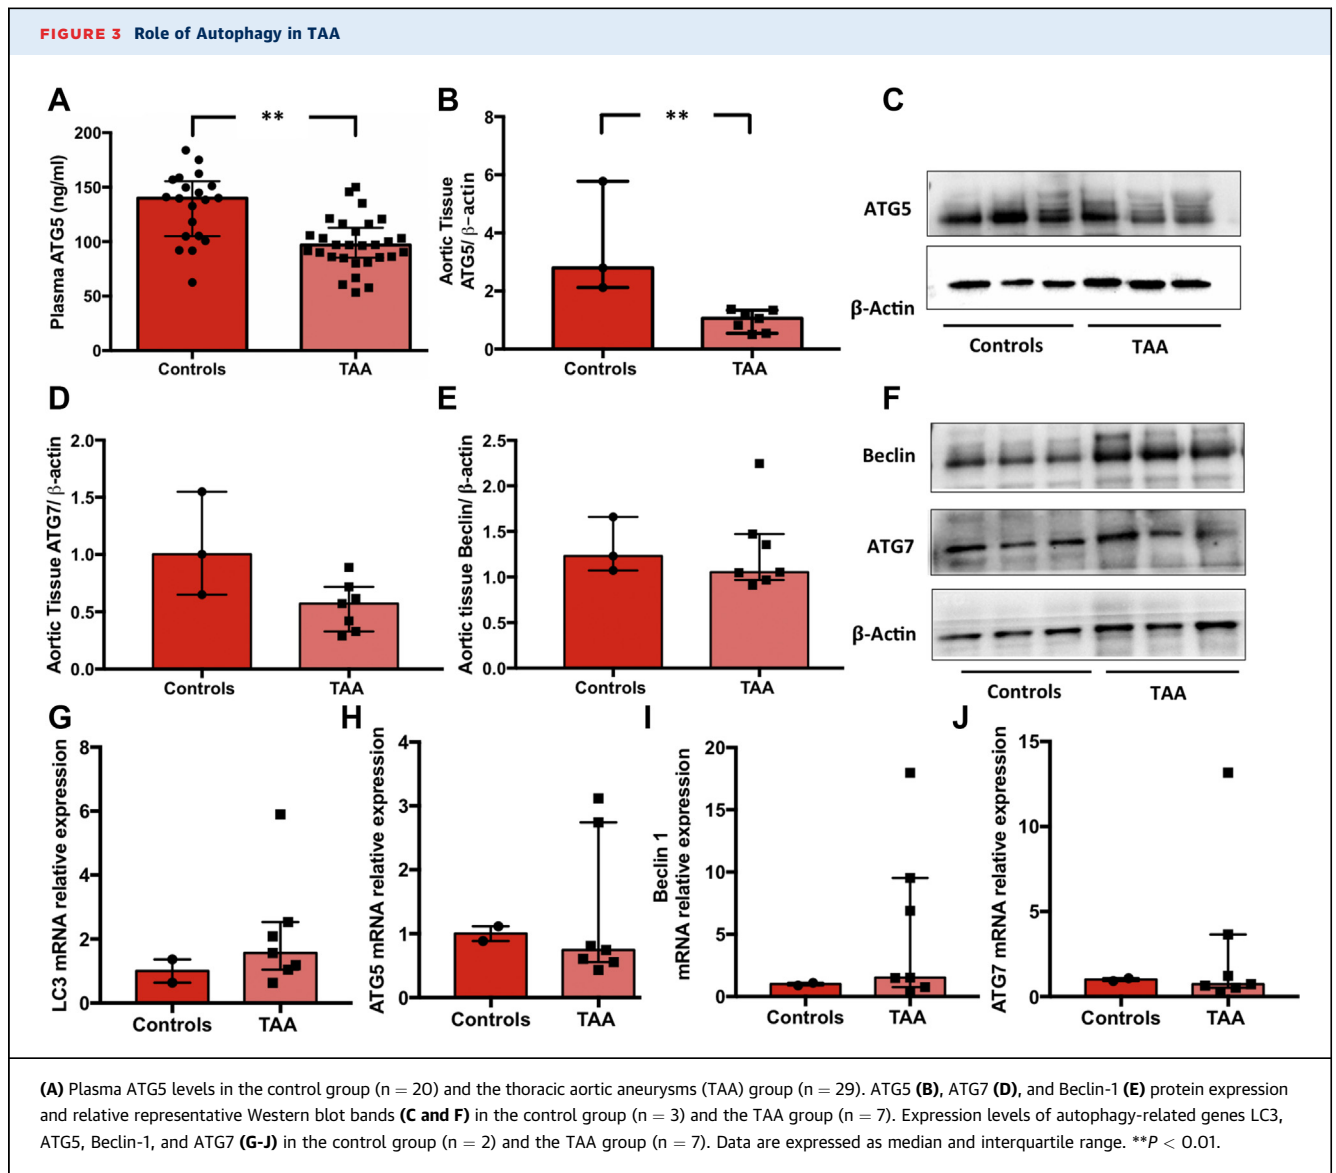 FIGURE 3 Role of Autophagy in TAA
A
**
Plasma ATG5 (ng/ml)
200
150
100
50
0
Controls
TAA
B
**
Aortic Tissue
ATG5/ β-actin
8
6
4
2
0
Controls
TAA
C
ATG5
β-Actin
Controls
TAA
D
Aortic Tissue ATG7/ β-actin
2.0
1.5
1.0
0.5
0.0
Controls
TAA
E
Aortic tissue Beclin/ β-actin
2.5
2.0
1.5
1.0
0.5
0.0
Controls
TAA
F
Beclin
ATG7
β-Actin
Controls
TAA
G
LC3 mRNA relative expression
8
6
4
2
0
Controls
TAA
H
ATG5 mRNA relative expression
4
3
2
1
0
Controls
TAA
I
Beclin 1
mRNA relative expression
20
15
10
5
0
Controls
TAA
J
ATG7 mRNA relative expression
15
10
5
0
Controls
TAA
(A) Plasma ATG5 levels in the control group (n = 20) and the thoracic aortic aneurysms (TAA) group (n = 29). ATG5 (B), ATG7 (D), and Beclin-1 (E) protein expression
and relative representative Western blot bands (C and F) in the control group (n = 3) and the TAA group (n = 7). Expression levels of autophagy-related genes LC3,
ATG5, Beclin-1, and ATG7 (G-J) in the control group (n = 2) and the TAA group (n = 7). Data are expressed as median and interquartile range. **P < 0.01.